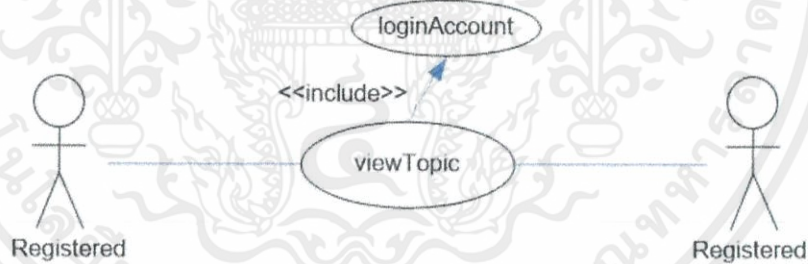 loginAccount
<<include>>
viewTopic
Registered
Registered